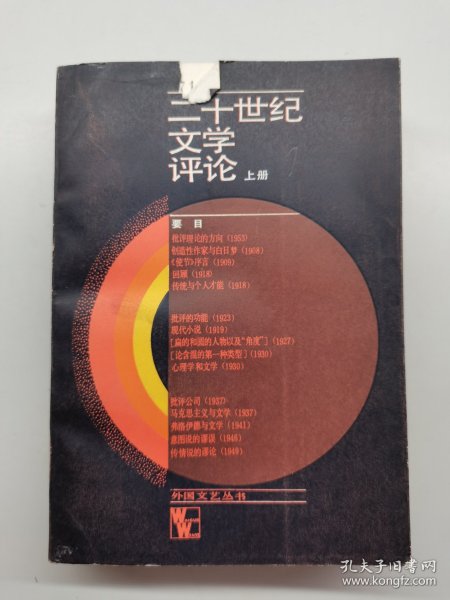 二十世纪
文学
评论 上册
要目
批评理论的方向(1953)
创造性作家与白日梦(1908)
《使节》序言(1909)
回顾(1918)
传统与个人才能(1918)
批评的功能(1923)
现代小说(1919)
[扁的和圆的人物以及“角度”](1927)
[论含混的第一种类型](1930)
心理学和文学(1930)
批评公司(1937)
马克思主义与文学(1937)
弗洛伊德与文学(1941)
意图说的谬误(1946)
传情说的谬论(1949)
外国文艺丛书
孔夫子旧书网
www.kongfz.com